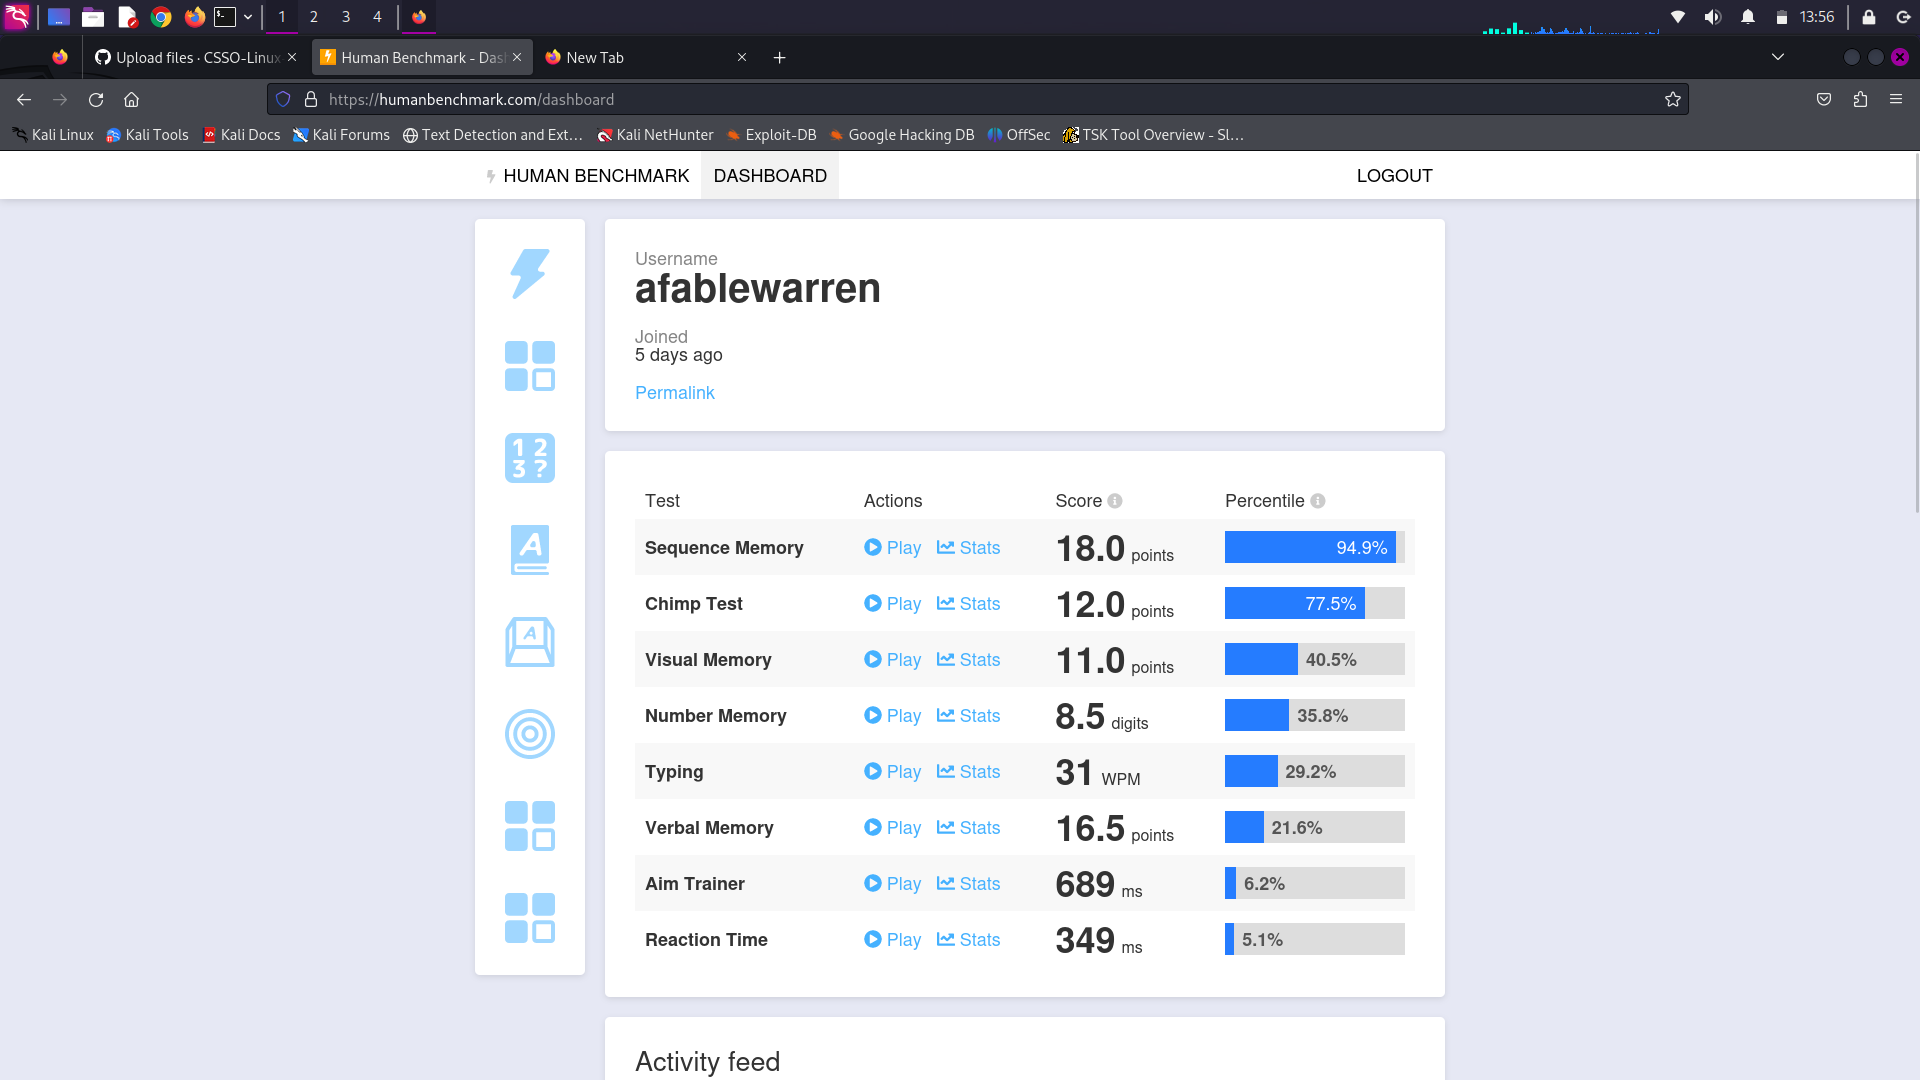 1 2 3 4 13:56
Upload files · CSSO-Linux Human Benchmark - Das New Tab
https://humanbenchmark.com/dashboard
Kali Linux Kali Tools Kali Docs Kali Forums Text Detection and Ext… Kali NetHunter Exploit-DB Google Hacking DB OffSec TSK Tool Overview - Sl…
HUMAN BENCHMARK DASHBOARD LOGOUT
Username
afablewarren
Joined
5 days ago
Permalink
1 2
3 ?
A
A
Test Actions Score Percentile
Sequence Memory Play Stats 18.0 points 94.9%
Chimp Test Play Stats 12.0 points 77.5%
Visual Memory Play Stats 11.0 points 40.5%
Number Memory Play Stats 8.5 digits 35.8%
Typing Play Stats 31 WPM 29.2%
Verbal Memory Play Stats 16.5 points 21.6%
Aim Trainer Play Stats 689 ms 6.2%
Reaction Time Play Stats 349 ms 5.1%
Activity feed